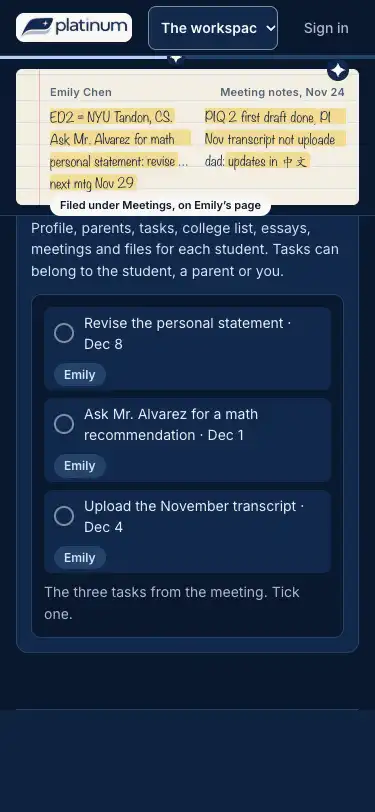 platinum
The workspac
Sign in
Emily Chen
Meeting notes, Nov 24
ED2 = NYU Tandon, CS.
Ask Mr. Alvarez for math
personal statement: revise ...
next mtg Nov 29
PIQ 2 first draft done, PI
Nov transcript not uploade
dad: updates in 中文
Filed under Meetings, on Emily’s page
Profile, parents, tasks, college list, essays,
meetings and files for each student. Tasks can
belong to the student, a parent or you.
Revise the personal statement ·
Dec 8
Emily
Ask Mr. Alvarez for a math
recommendation · Dec 1
Emily
Upload the November transcript ·
Dec 4
Emily
The three tasks from the meeting. Tick
one.